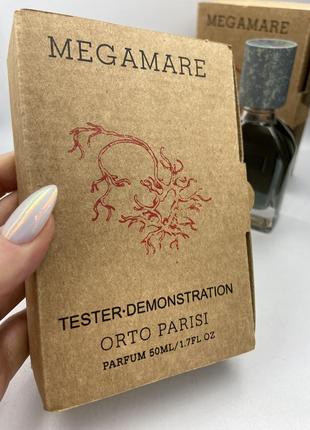 MEGAMARE
TESTER·DEMONSTRATION
ORTO PARISI
PARFUM 50ML/1.7FL OZ
MEGAMARE